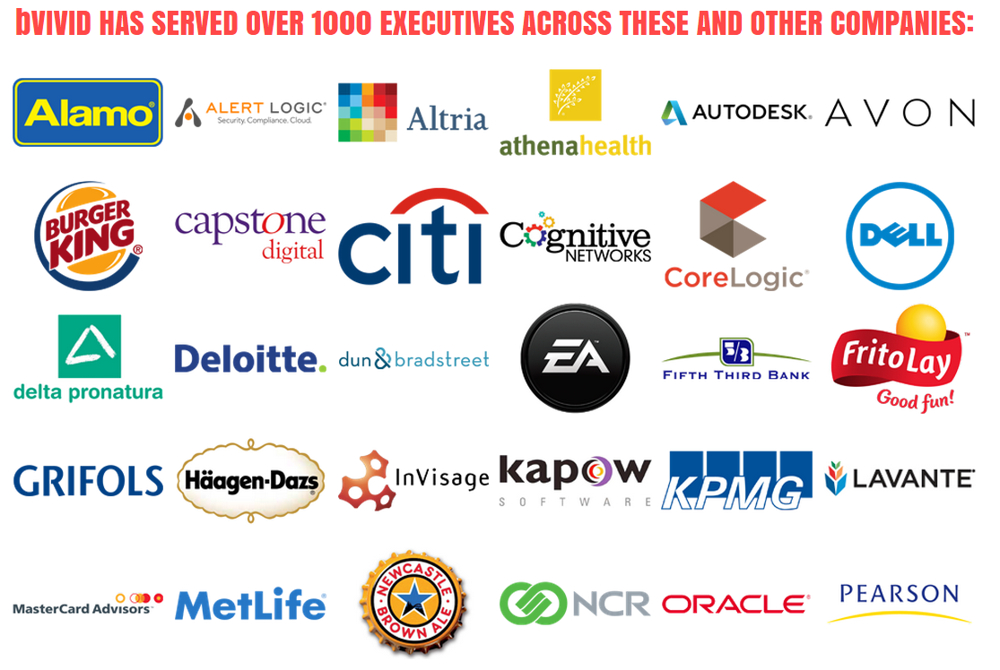 bVIVID HAS SERVED OVER 1000 EXECUTIVES ACROSS THESE AND OTHER COMPANIES:
Alamo®
ALERT LOGIC®
Security. Compliance. Cloud.
Altria
athenahealth
AUTODESK®
AVON
BURGER
KING®
capstone
digital
citi
Cognitive
NETWORKS
CoreLogic®
DELL
delta pronatura
Deloitte.
dun & bradstreet
EA™
FIFTH THIRD BANK
Frito Lay™
Good fun!
GRIFOLS
Häagen-Dazs®
InVisage
kapow
SOFTWARE
KPMG
LAVANTE
MasterCard Advisors
MetLife®
NEWCASTLE
BROWN ALE
NCR
ORACLE®
PEARSON